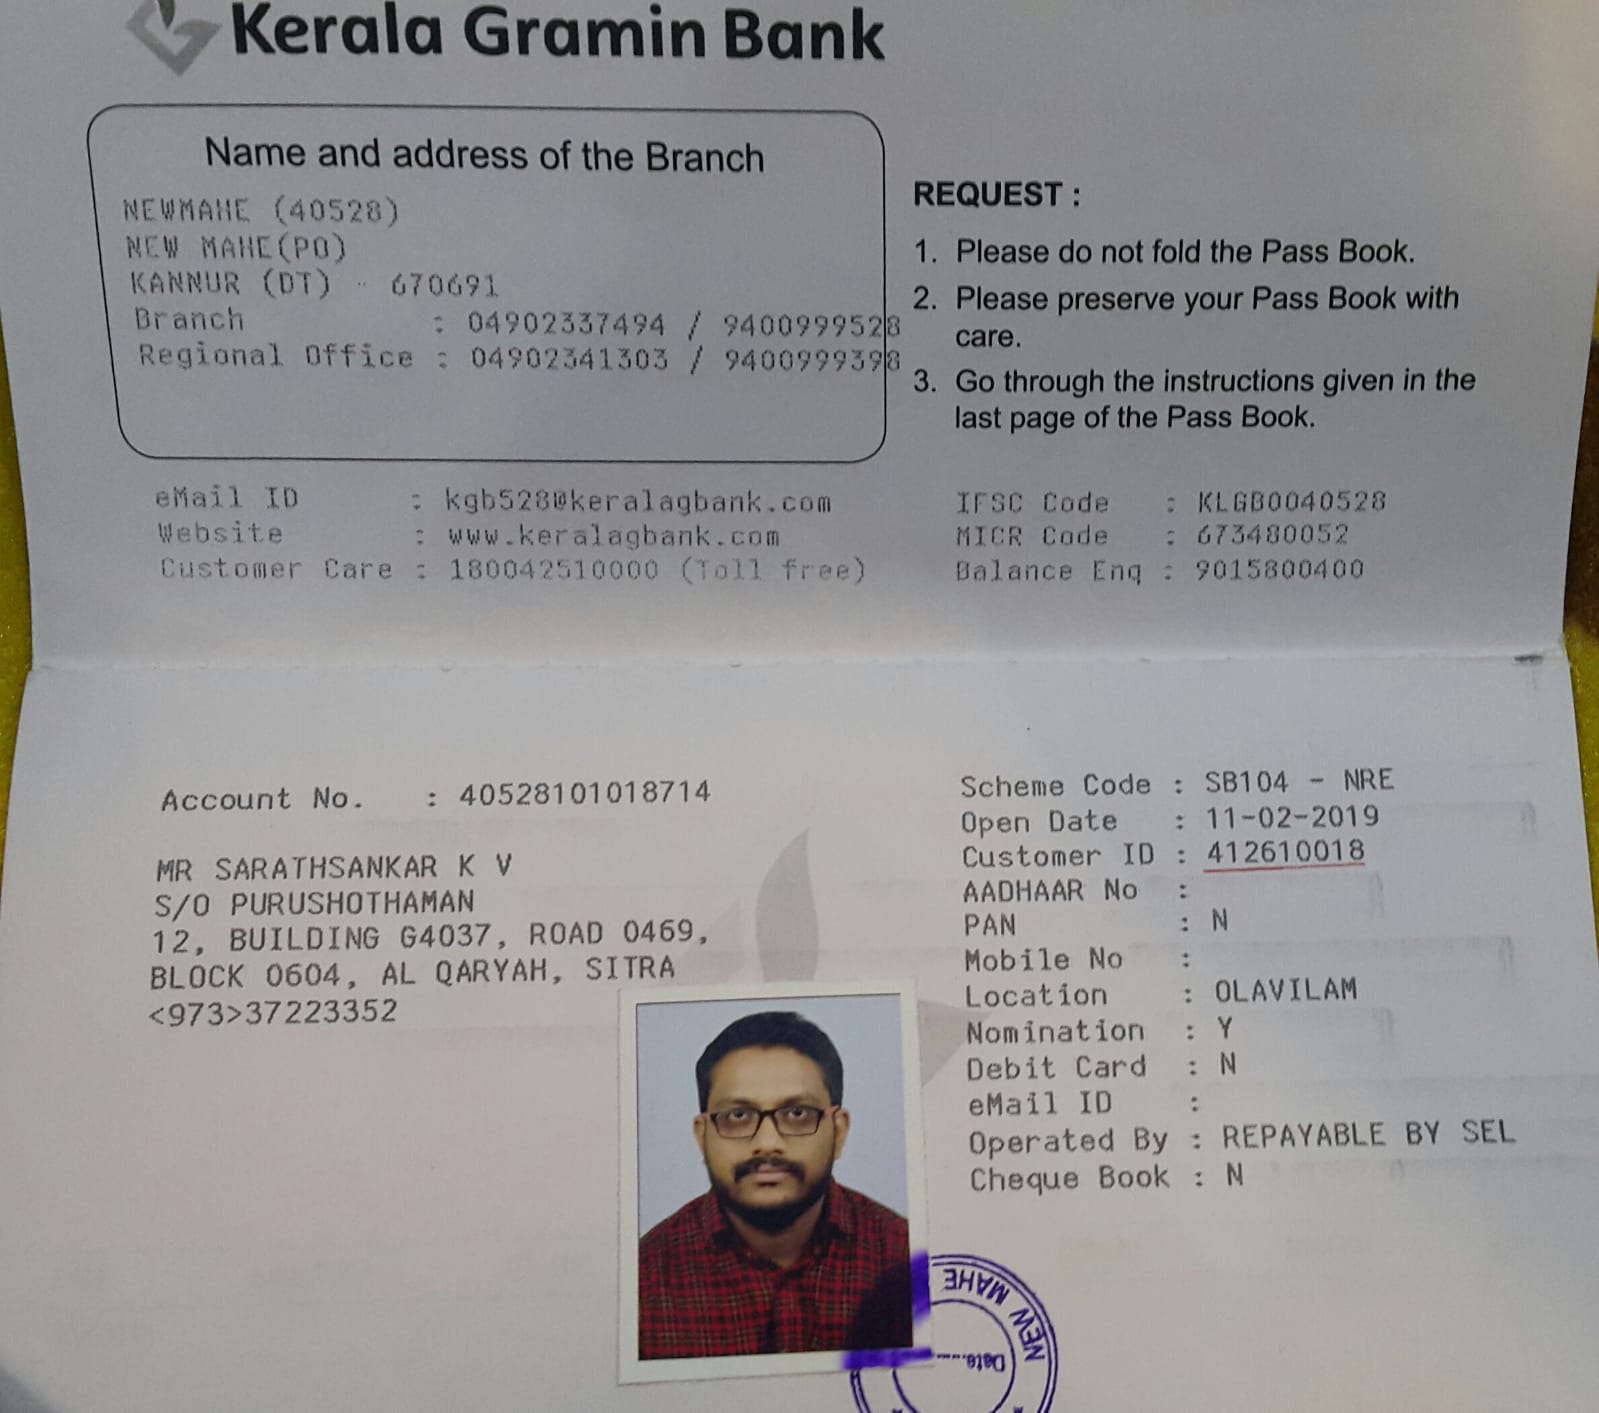 Kerala Gramin Bank
Name and address of the Branch
NEWMAHE (40528)
NEW MAHE(PO)
KANNUR (DT) - 670691
Branch : 04902337494 / 9400999528
Regional Office : 04902341303 / 9400999398
REQUEST :
1. Please do not fold the Pass Book.
2. Please preserve your Pass Book with
care.
3. Go through the instructions given in the
last page of the Pass Book.
eMail ID : kgb528@keralagbank.com
Website : www.keralagbank.com
Customer Care : 180042510000 (Toll free)
IFSC Code : KLGB0040528
MICR Code : 673480052
Balance Enq : 9015800400
Account No. : 40528101018714
MR SARATHSANKAR K V
S/O PURUSHOTHAMAN
12, BUILDING G4037, ROAD 0469,
BLOCK 0604, AL QARYAH, SITRA
<973>37223352
Scheme Code : SB104 - NRE
Open Date : 11-02-2019
Customer ID : 412610018
AADHAAR No :
PAN : N
Mobile No :
Location : OLAVILAM
Nomination : Y
Debit Card : N
eMail ID :
Operated By : REPAYABLE BY SEL
Cheque Book : N
NEW MAHE
Date.....